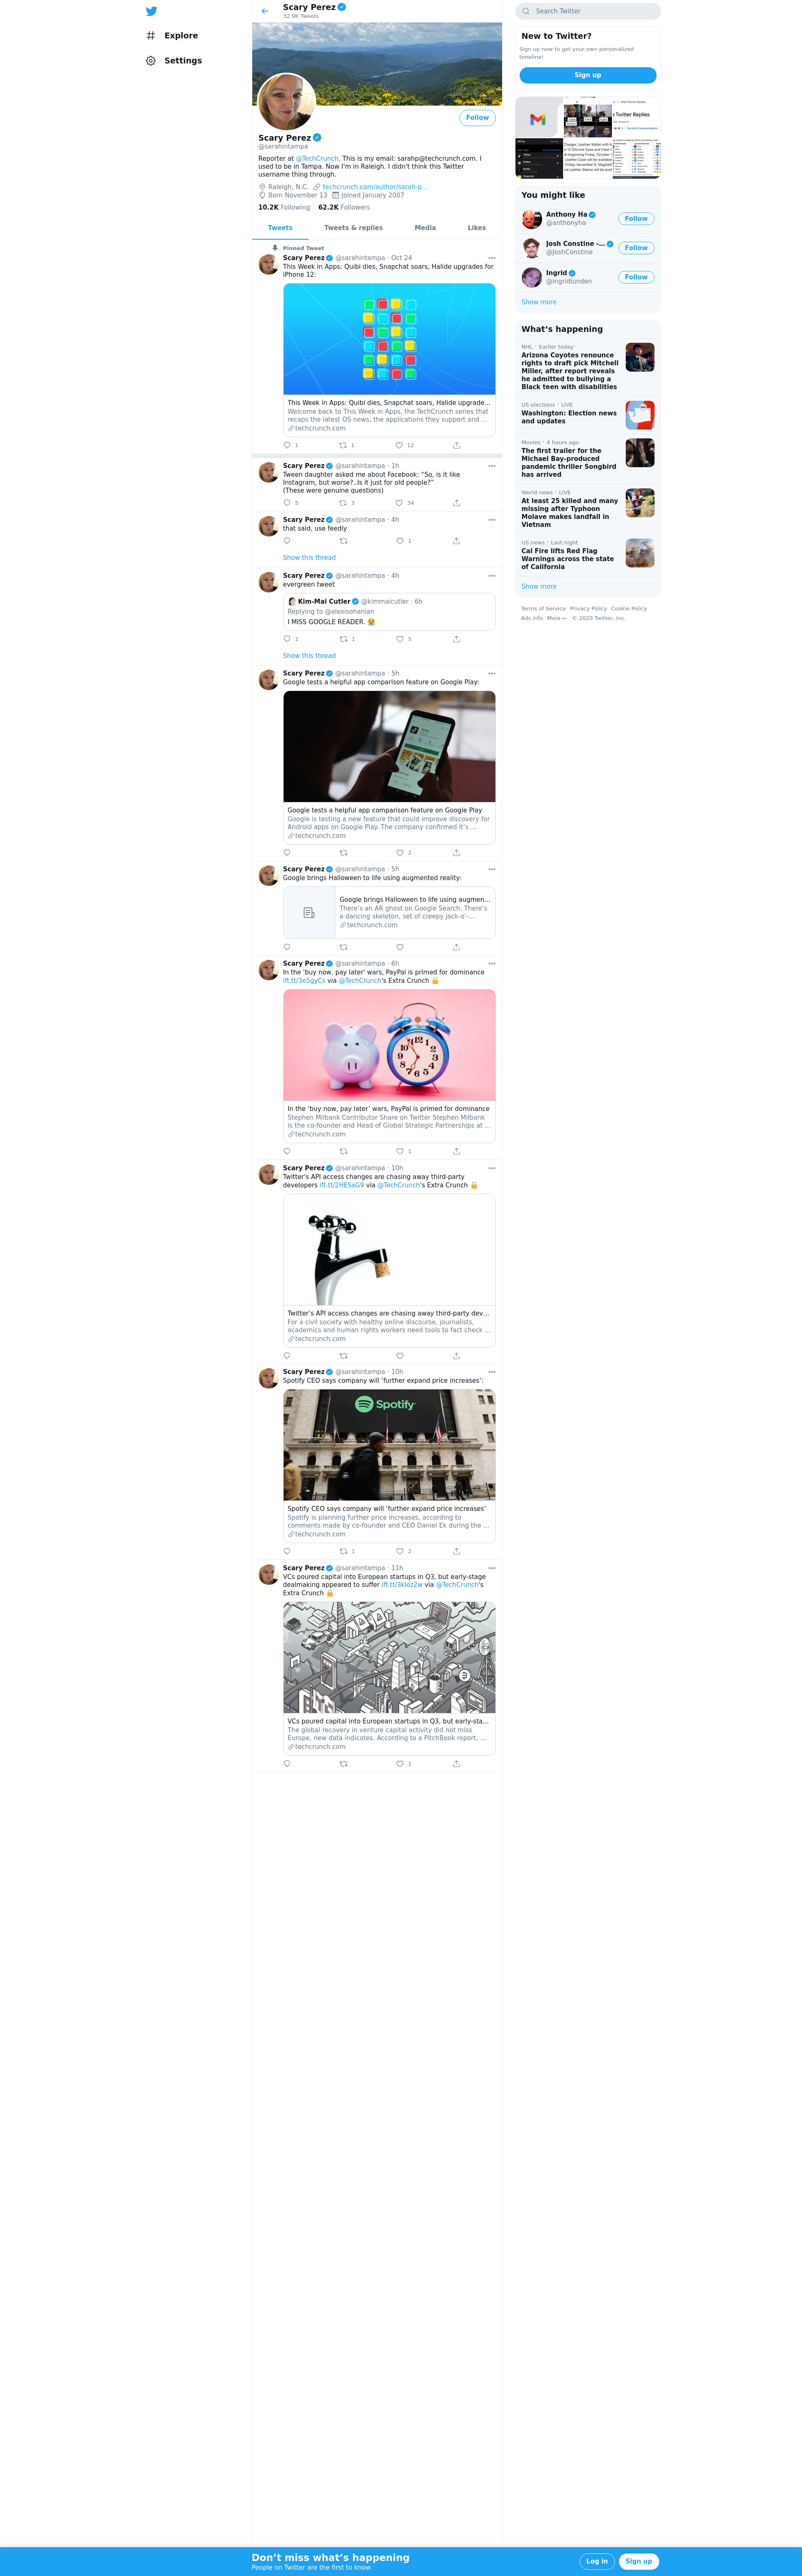 Explore
Settings
Scary Perez
32.9K Tweets
Follow
Scary Perez
@sarahintampa
Reporter at @TechCrunch. This is my email: sarahp@techcrunch.com. I
used to be in Tampa. Now I'm in Raleigh. I didn't think this Twitter
username thing through.
Raleigh, N.C. techcrunch.com/author/sarah-p…
Born November 13 Joined January 2007
10.2K Following 62.2K Followers
Tweets Tweets & replies Media Likes
Pinned Tweet
Scary Perez @sarahintampa · Oct 24
This Week in Apps: Quibi dies, Snapchat soars, Halide upgrades for
iPhone 12:
This Week in Apps: Quibi dies, Snapchat soars, Halide upgrade…
Welcome back to This Week in Apps, the TechCrunch series that
recaps the latest OS news, the applications they support and …
techcrunch.com
1 1 12
Scary Perez @sarahintampa · 1h
Tween daughter asked me about Facebook: "So, is it like
Instagram, but worse?..Is it just for old people?"
(These were genuine questions)
5 3 34
Scary Perez @sarahintampa · 4h
that said, use feedly
1
Show this thread
Scary Perez @sarahintampa · 4h
evergreen tweet
Kim-Mai Cutler @kimmaicutler · 6h
Replying to @alexisohanian
I MISS GOOGLE READER. 😭
1 1 5
Show this thread
Scary Perez @sarahintampa · 5h
Google tests a helpful app comparison feature on Google Play:
Google tests a helpful app comparison feature on Google Play
Google is testing a new feature that could improve discovery for
Android apps on Google Play. The company confirmed it's …
techcrunch.com
2
Scary Perez @sarahintampa · 5h
Google brings Halloween to life using augmented reality:
Google brings Halloween to life using augmen…
There's an AR ghost on Google Search. There's
a dancing skeleton, set of creepy jack-o'-…
techcrunch.com
Scary Perez @sarahintampa · 6h
In the 'buy now, pay later' wars, PayPal is primed for dominance
ift.tt/3e5gyCs via @TechCrunch's Extra Crunch 🔒
In the 'buy now, pay later' wars, PayPal is primed for dominance
Stephen Milbank Contributor Share on Twitter Stephen Milbank
is the co-founder and Head of Global Strategic Partnerships at …
techcrunch.com
1
Scary Perez @sarahintampa · 10h
Twitter's API access changes are chasing away third-party
developers ift.tt/2HESxG9 via @TechCrunch's Extra Crunch 🔒
Twitter's API access changes are chasing away third-party dev…
For a civil society with healthy online discourse, journalists,
academics and human rights workers need tools to fact check …
techcrunch.com
Scary Perez @sarahintampa · 10h
Spotify CEO says company will 'further expand price increases':
Spotify
Spotify CEO says company will 'further expand price increases'
Spotify is planning further price increases, according to
comments made by co-founder and CEO Daniel Ek during the …
techcrunch.com
1 2
Scary Perez @sarahintampa · 11h
VCs poured capital into European startups in Q3, but early-stage
dealmaking appeared to suffer ift.tt/3kIoz2w via @TechCrunch's
Extra Crunch 🔒
VCs poured capital into European startups in Q3, but early-sta…
The global recovery in venture capital activity did not miss
Europe, new data indicates. According to a PitchBook report, …
techcrunch.com
1
Search Twitter
New to Twitter?
Sign up now to get your own personalized
timeline!
Sign up
Twitter Replies
You might like
Anthony Ha
@anthonyha
Follow
Josh Constine -…
@JoshConstine
Follow
Ingrid
@ingridlunden
Follow
Show more
What's happening
NHL · Earlier today
Arizona Coyotes renounce
rights to draft pick Mitchell
Miller, after report reveals
he admitted to bullying a
Black teen with disabilities
US elections · LIVE
Washington: Election news
and updates
Movies · 4 hours ago
The first trailer for the
Michael Bay-produced
pandemic thriller Songbird
has arrived
World news · LIVE
At least 25 killed and many
missing after Typhoon
Molave makes landfall in
Vietnam
US news · Last night
Cal Fire lifts Red Flag
Warnings across the state
of California
Show more
Terms of Service Privacy Policy Cookie Policy
Ads info More © 2020 Twitter, Inc.
Don't miss what's happening
People on Twitter are the first to know.
Log in
Sign up